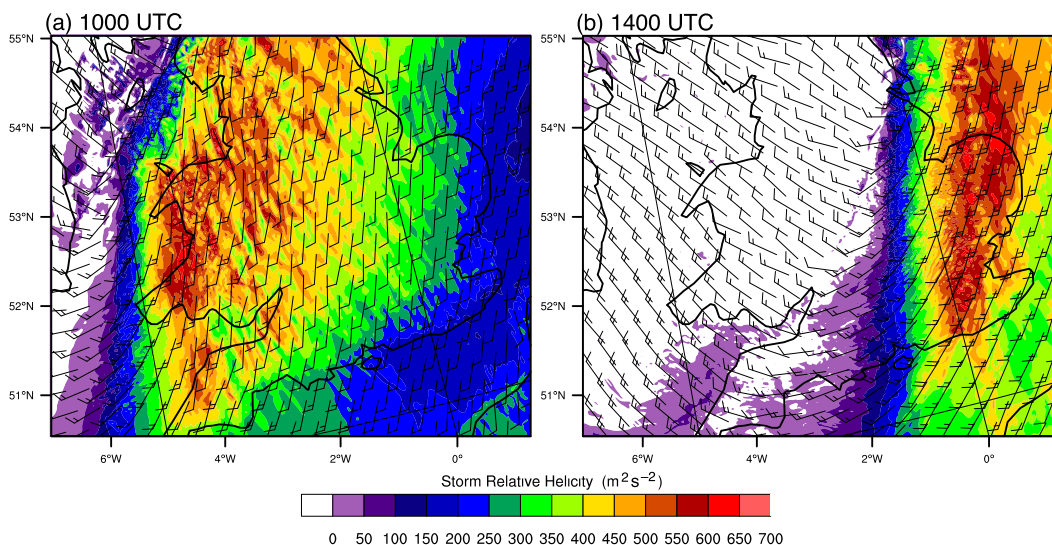 (a) 1000 UTC
(b) 1400 UTC
55°N
54°N
53°N
52°N
51°N
6°W 4°W 2°W 0°
55°N
54°N
53°N
52°N
51°N
6°W 4°W 2°W 0°
Storm Relative Helicity (m² s⁻²)
0 50 100 150 200 250 300 350 400 450 500 550 600 650 700